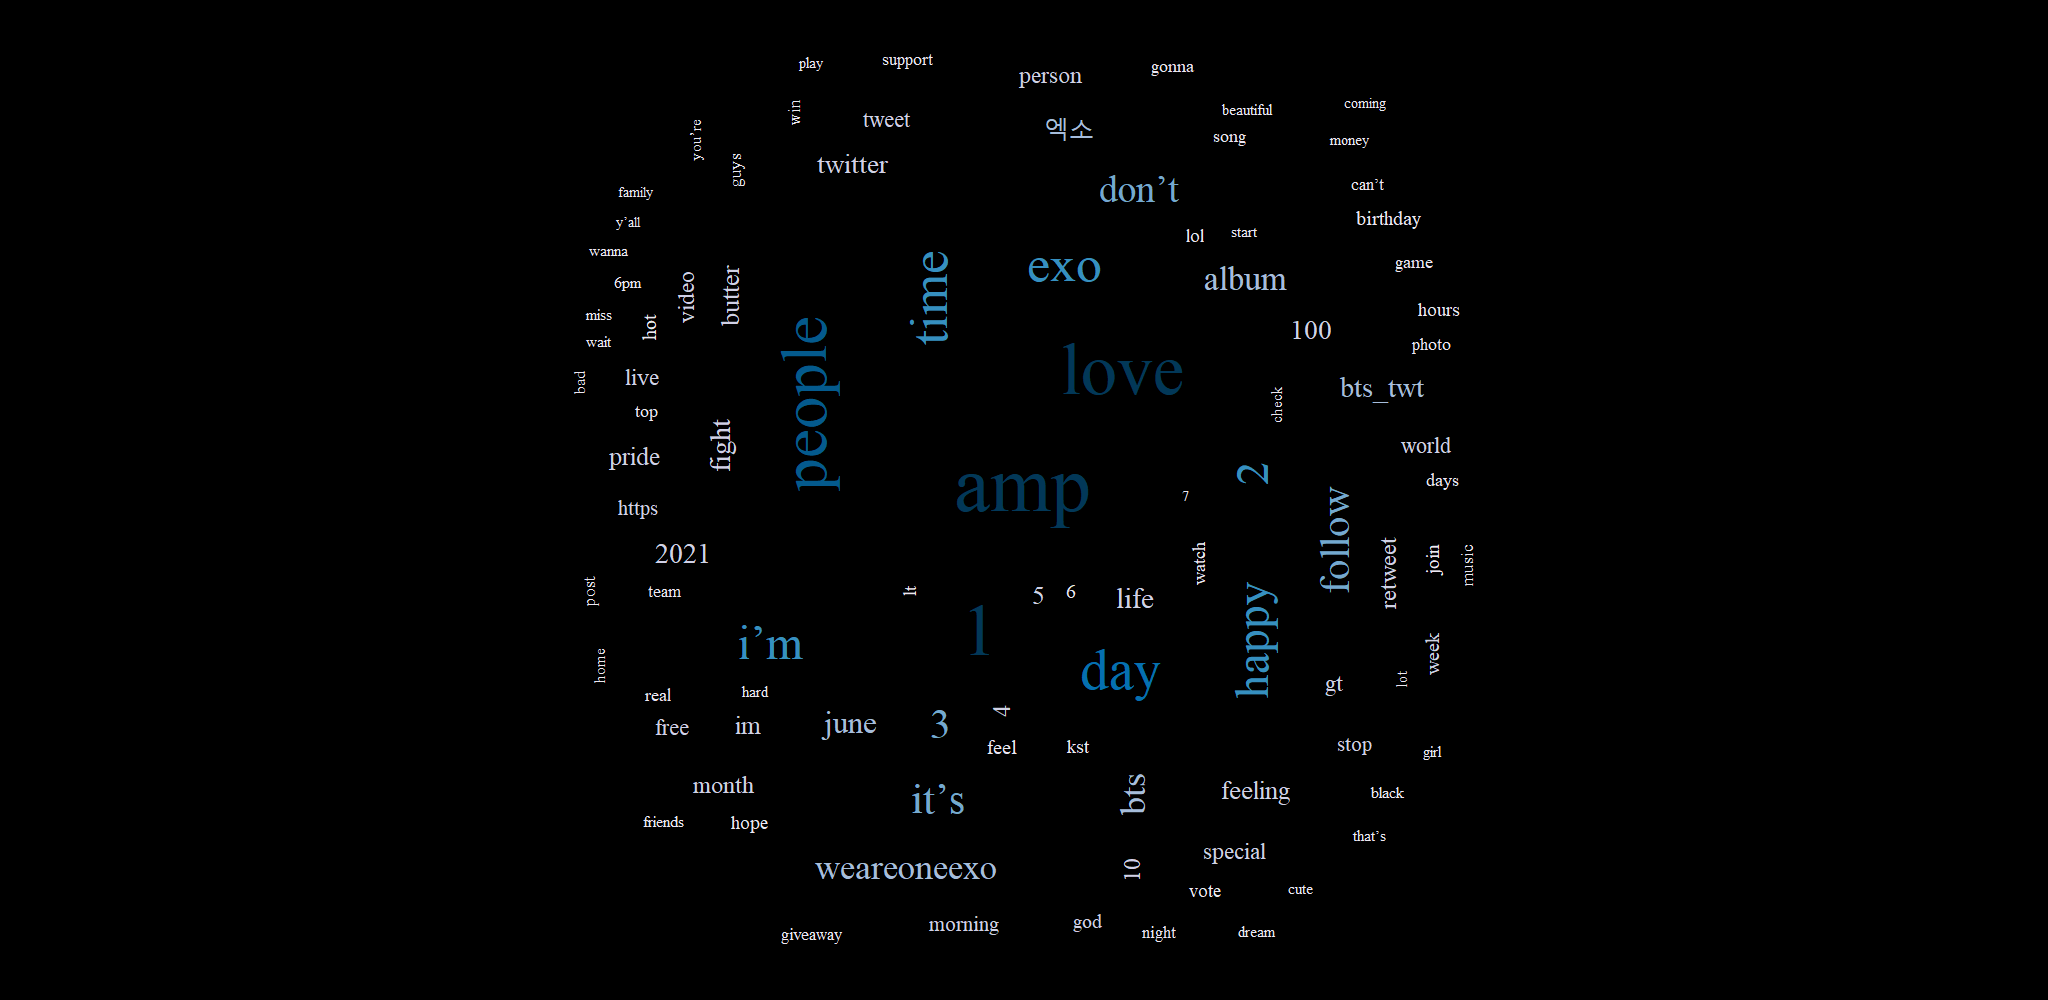 play
support
person
gonna
win
tweet
엑소
beautiful
coming
you're
guys
twitter
song
money
family
don't
can't
y'all
lol
start
birthday
wanna
time
exo
album
game
6pm
video
butter
miss
hot
people
100
hours
wait
love
photo
bad
live
bts_twt
top
check
fight
pride
2
world
https
amp
7
days
2021
follow
retweet
join
music
post
team
lt
5
6
life
watch
i'm
1
day
happy
week
home
real
hard
gt
lot
free
im
june
3
4
feel
kst
stop
girl
month
it's
bts
feeling
black
friends
hope
that's
weareoneexo
10
special
vote
cute
giveaway
morning
god
night
dream